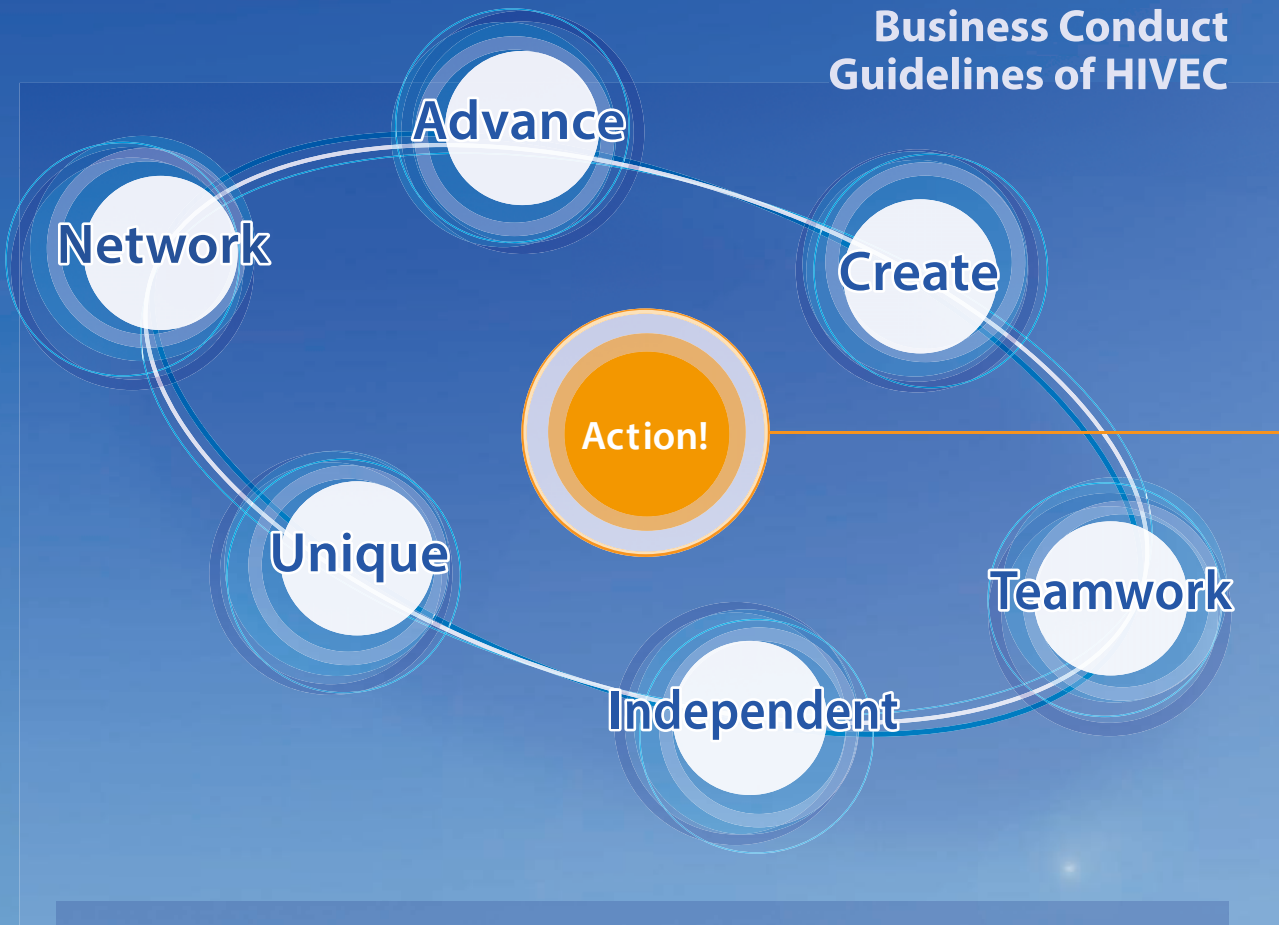 Business Conduct
Guidelines of HIVEC
Advance
Network
Create
Action!
Unique
Teamwork
Independent